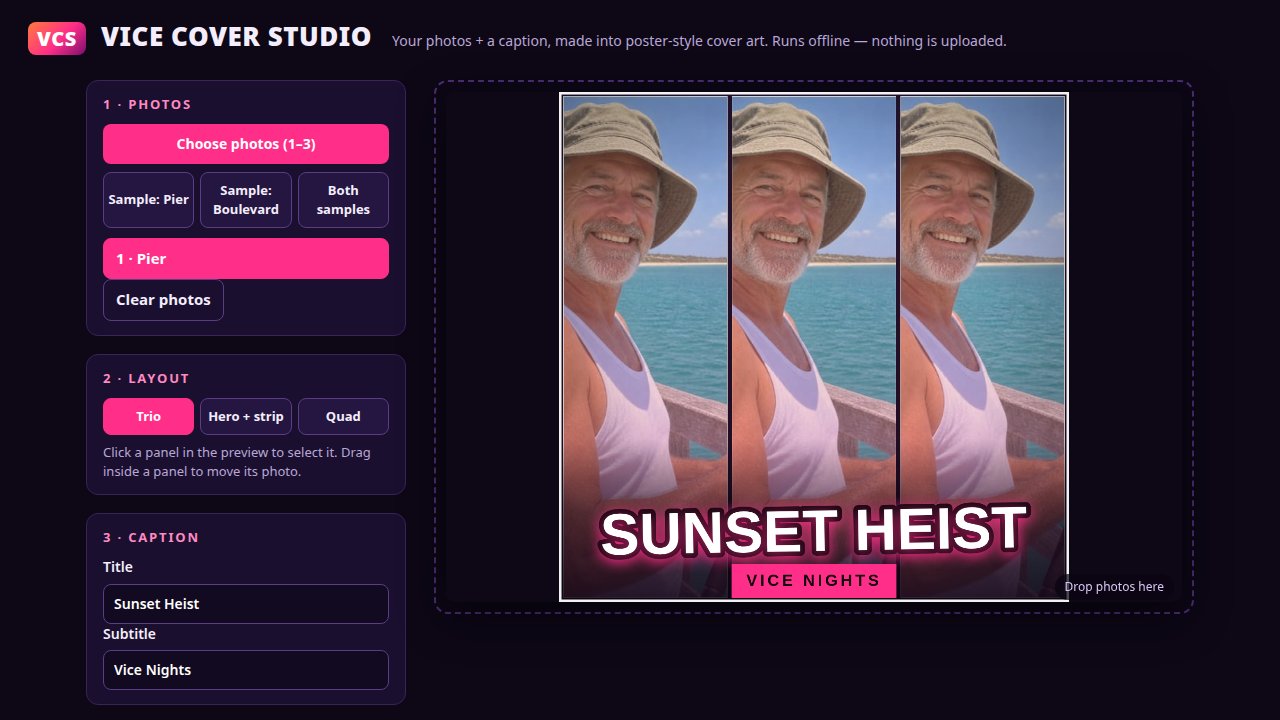 VCS VICE COVER STUDIO Your photos + a caption, made into poster-style cover art. Runs offline — nothing is uploaded.
1 · PHOTOS
Choose photos (1–3)
Sample: Pier
Sample:
Boulevard
Both
samples
1 · Pier
Clear photos
2 · LAYOUT
Trio
Hero + strip
Quad
Click a panel in the preview to select it. Drag
inside a panel to move its photo.
3 · CAPTION
Title
Sunset Heist
Subtitle
Vice Nights
SUNSET HEIST
VICE NIGHTS
Drop photos here